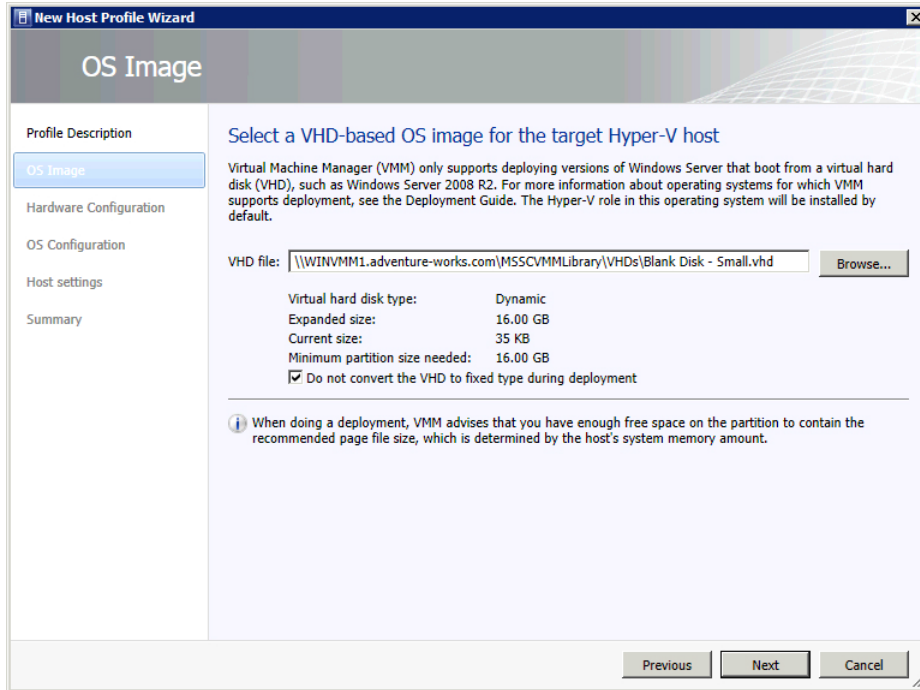 New Host Profile Wizard
OS Image
Profile Description
OS Image
Hardware Configuration
OS Configuration
Host settings
Summary
Select a VHD-based OS image for the target Hyper-V host
Virtual Machine Manager (VMM) only supports deploying versions of Windows Server that boot from a virtual hard
disk (VHD), such as Windows Server 2008 R2. For more information about operating systems for which VMM
supports deployment, see the Deployment Guide. The Hyper-V role in this operating system will be installed by
default.
VHD file: \\WINVMM1.adventure-works.com\MSSCVMMLibrary\VHDs\Blank Disk - Small.vhd Browse...
Virtual hard disk type: Dynamic
Expanded size: 16.00 GB
Current size: 35 KB
Minimum partition size needed: 16.00 GB
Do not convert the VHD to fixed type during deployment
When doing a deployment, VMM advises that you have enough free space on the partition to contain the
recommended page file size, which is determined by the host's system memory amount.
Previous Next Cancel